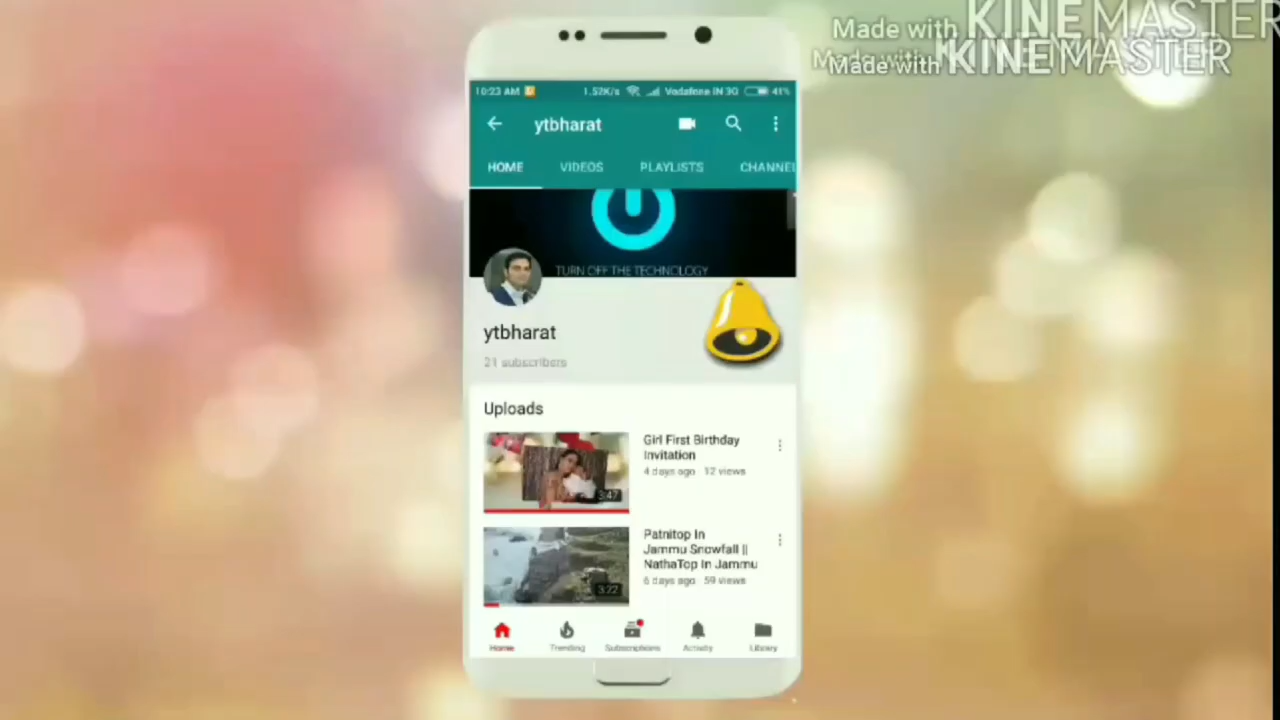 Made with KINEMASTER
Made with KINEMASTER
10:23 AM 1.52K/s Vodafone IN 3G 41%
ytbharat
HOME VIDEOS PLAYLISTS CHANNEL
TURN OFF THE TECHNOLOGY
ytbharat
21 subscribers
Uploads
Girl First Birthday
Invitation
4 days ago 12 views
3:47
Patnitop In
Jammu Snowfall ||
NathaTop In Jammu
6 days ago 59 views
3:22
Home Trending Subscriptions Activity Library